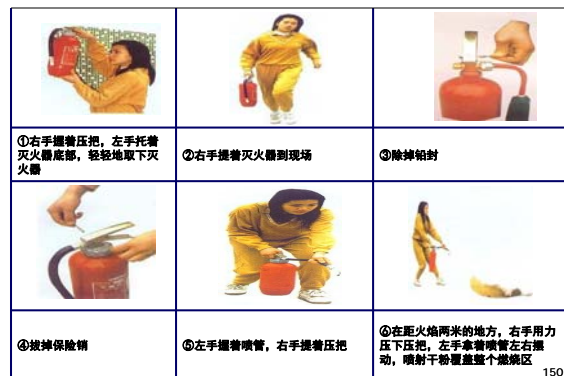 ①右手握着压把，左手托着
灭火器底部，轻轻地取下灭
火器
②右手提着灭火器到现场
③除掉铅封
④拔掉保险销
⑤左手握着喷管，右手提着压把
⑥在距火焰两米的地方，右手用力
压下压把，左手拿着喷管左右摆
动，喷射干粉覆盖整个燃烧区
150